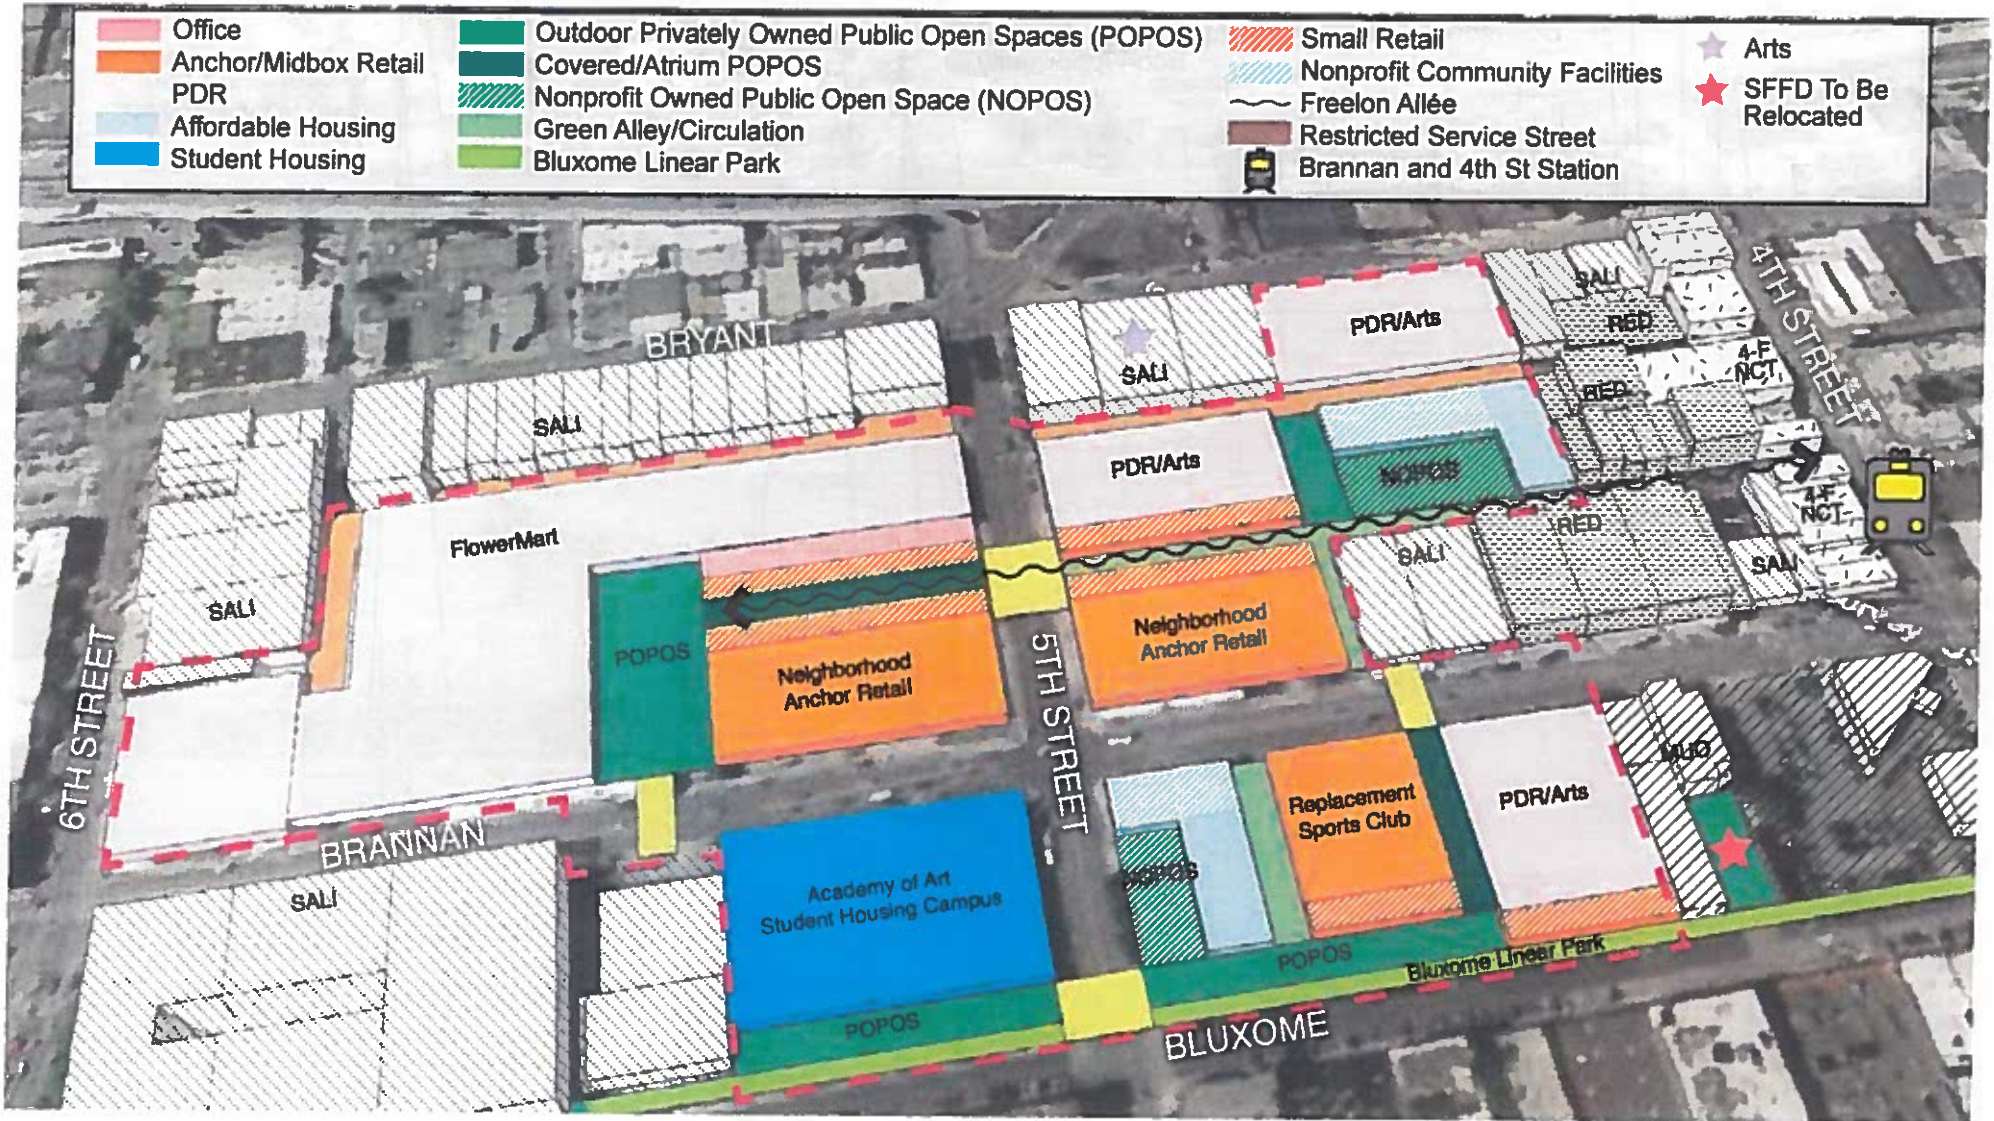 Office
Anchor/Midbox Retail
PDR
Affordable Housing
Student Housing
Outdoor Privately Owned Public Open Spaces (POPOS)
Covered/Atrium POPOS
Nonprofit Owned Public Open Space (NOPOS)
Green Alley/Circulation
Bluxome Linear Park
Small Retail
Nonprofit Community Facilities
Freelon Allée
Restricted Service Street
Brannan and 4th St Station
Arts
SFFD To Be
Relocated
4TH STREET
SALI
RED
PDR/Arts
BRYANT
SALI
4-F
NCT
RED
SALI
PDR/Arts
NOPOS
4-F
NCT
FlowerMart
RED
SALI
SALI
SALI
Neighborhood
Anchor Retail
POPOS
Neighborhood
Anchor Retail
5TH STREET
6TH STREET
MUO
Replacement
Sports Club
PDR/Arts
BRANNAN
NOPOS
Academy of Art
Student Housing Campus
SALI
POPOS
Bluxome Linear Park
POPOS
BLUXOME